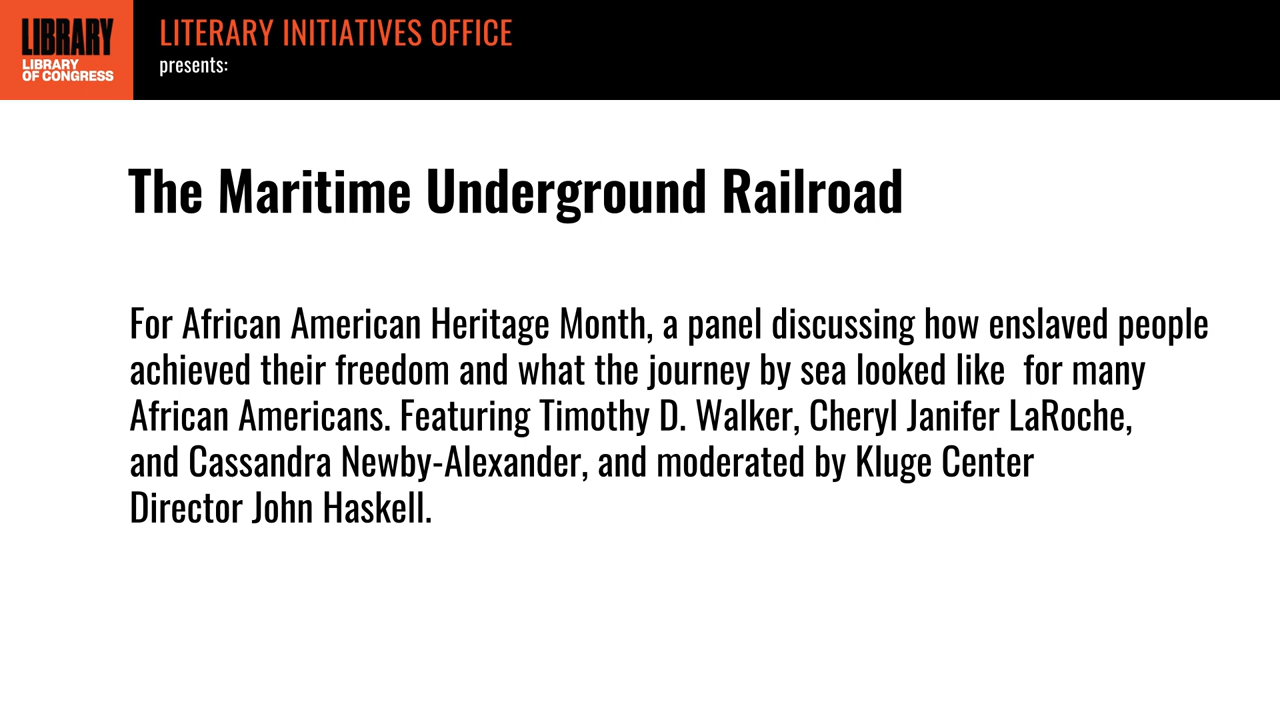 LIBRARY
LIBRARY
OF CONGRESS
LITERARY INITIATIVES OFFICE
presents:
The Maritime Underground Railroad
For African American Heritage Month, a panel discussing how enslaved people
achieved their freedom and what the journey by sea looked like  for many
African Americans. Featuring Timothy D. Walker, Cheryl Janifer LaRoche,
and Cassandra Newby-Alexander, and moderated by Kluge Center
Director John Haskell.